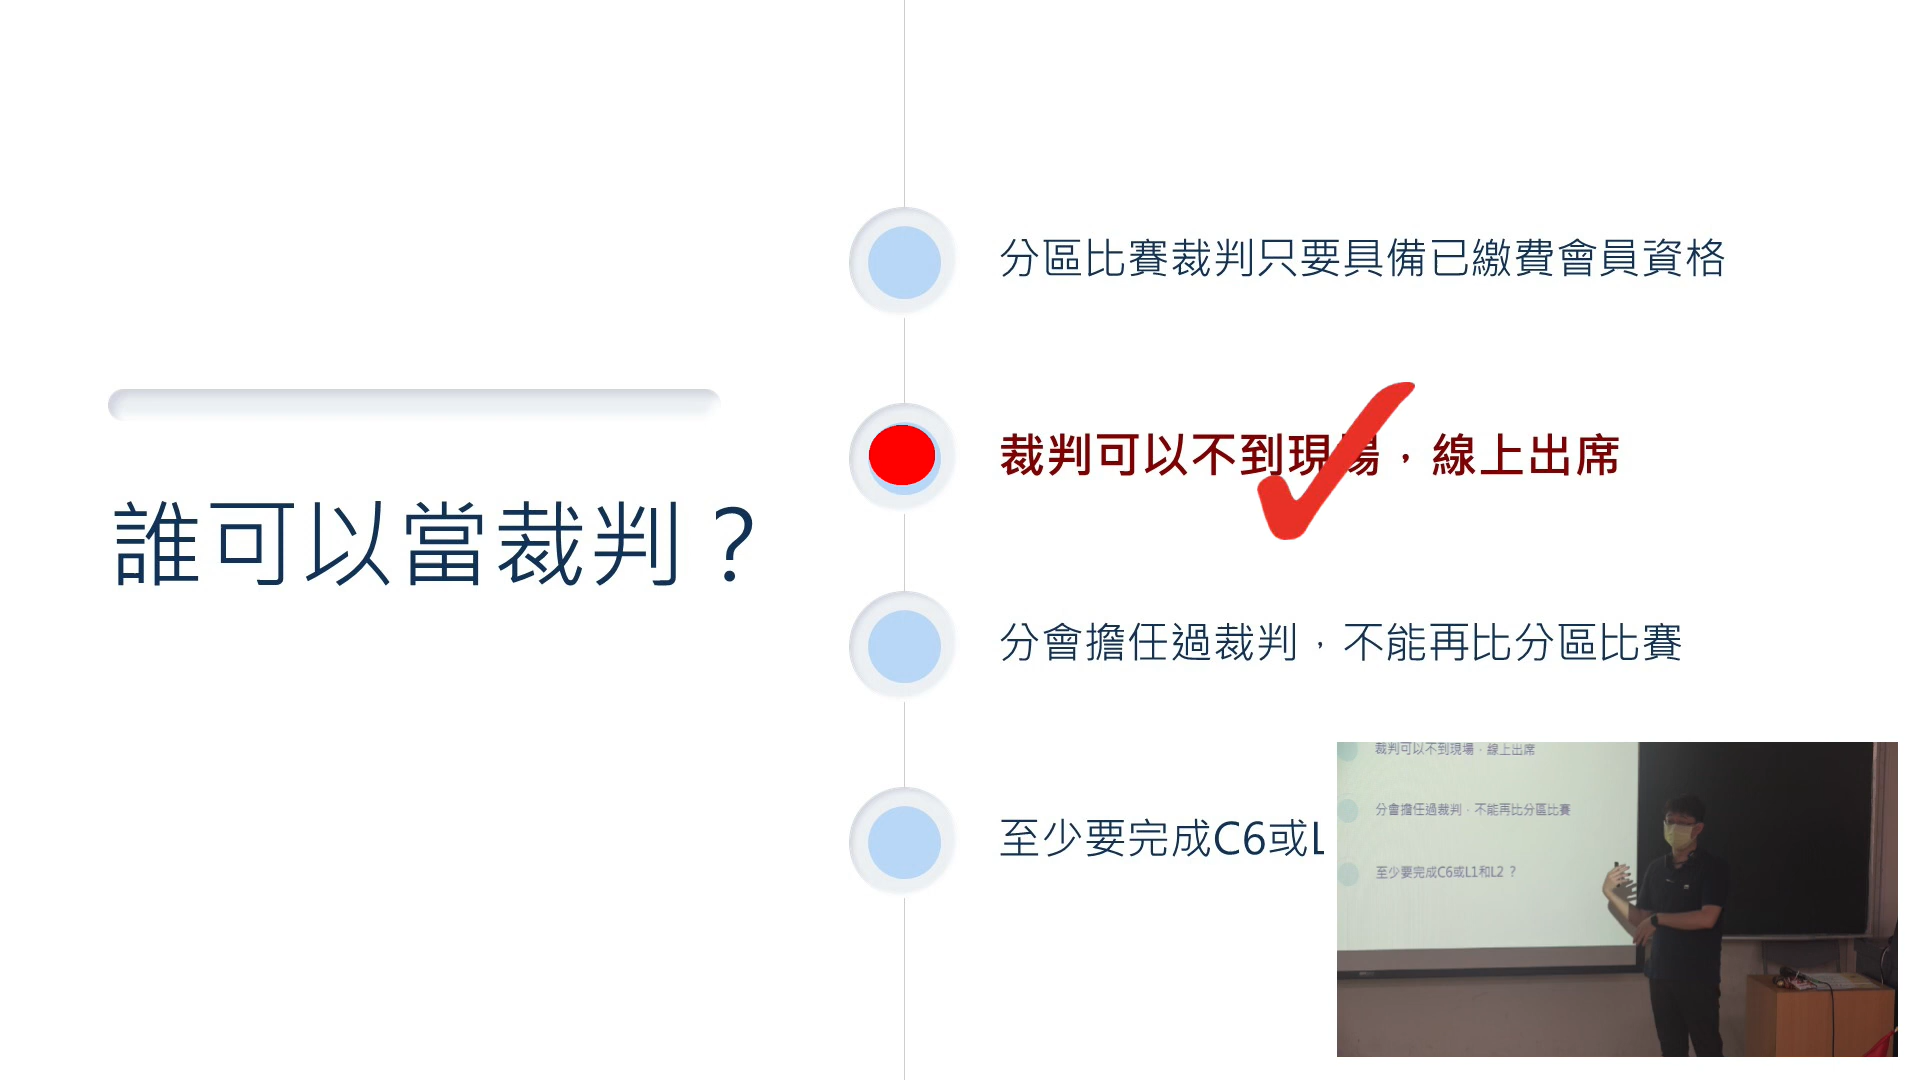 誰可以當裁判？
分區比賽裁判只要具備已繳費會員資格
裁判可以不到現場，線上出席
分會擔任過裁判，不能再比分區比賽
至少要完成C6或L
裁判可以不到現場，線上出席
分會擔任過裁判，不能再比分區比賽
至少要完成C6或L1和L2？